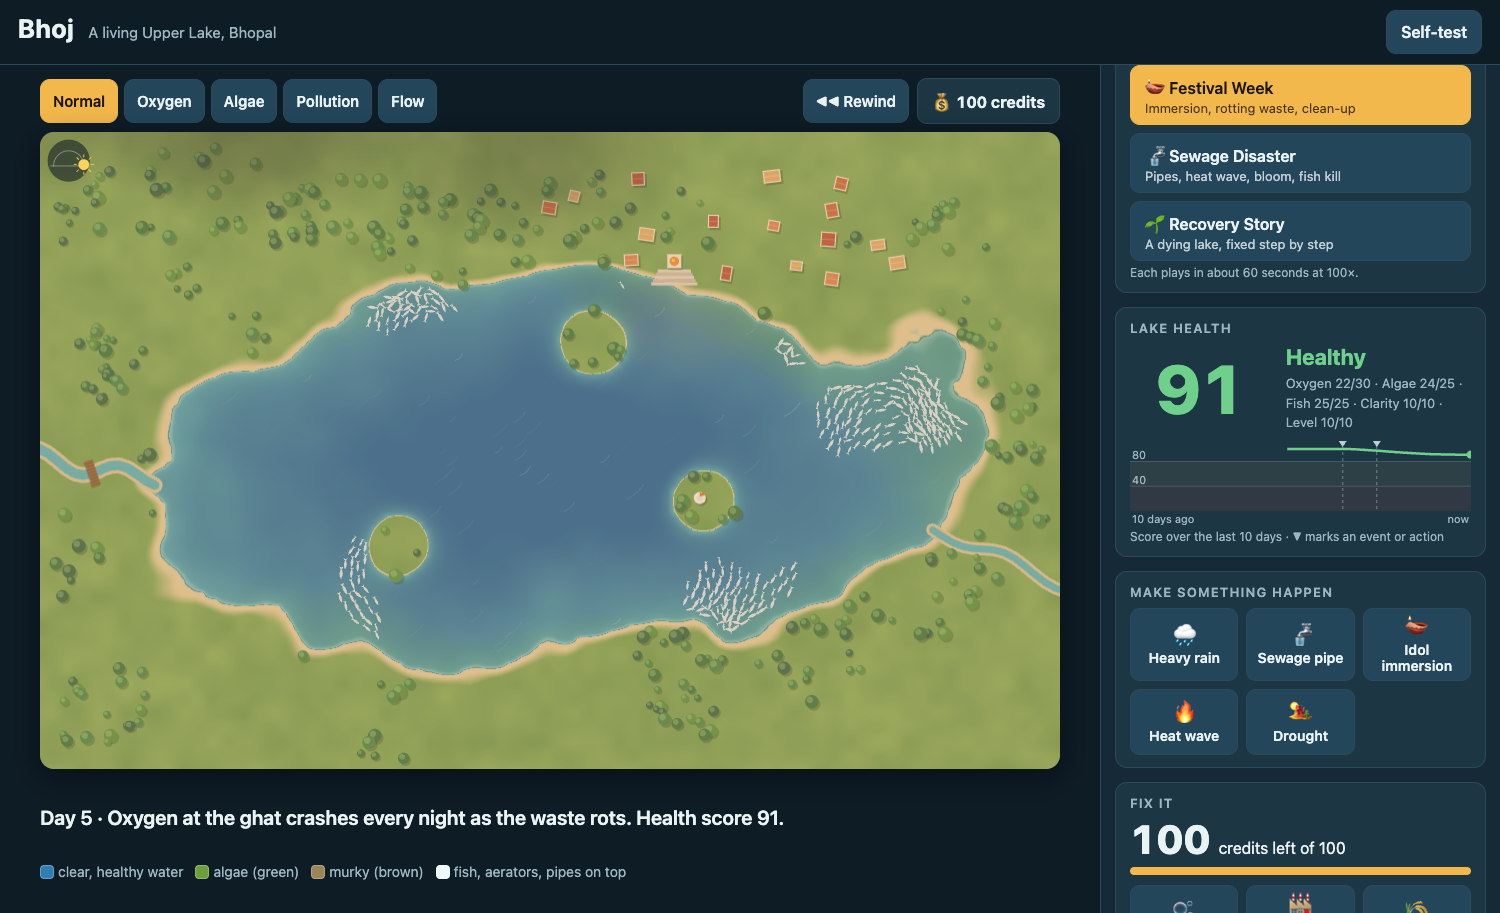 Bhoj
A living Upper Lake, Bhopal
Self-test
Normal
Oxygen
Algae
Pollution
Flow
Rewind
100 credits
Day 5 · Oxygen at the ghat crashes every night as the waste rots. Health score 91.
clear, healthy water
algae (green)
murky (brown)
fish, aerators, pipes on top
Festival Week
Immersion, rotting waste, clean-up
Sewage Disaster
Pipes, heat wave, bloom, fish kill
Recovery Story
A dying lake, fixed step by step
Each plays in about 60 seconds at 100×.
LAKE HEALTH
91
Healthy
Oxygen 22/30 · Algae 24/25 ·
Fish 25/25 · Clarity 10/10 ·
Level 10/10
80
40
10 days ago
now
Score over the last 10 days · ▼ marks an event or action
MAKE SOMETHING HAPPEN
Heavy rain
Sewage pipe
Idol
immersion
Heat wave
Drought
FIX IT
100 credits left of 100